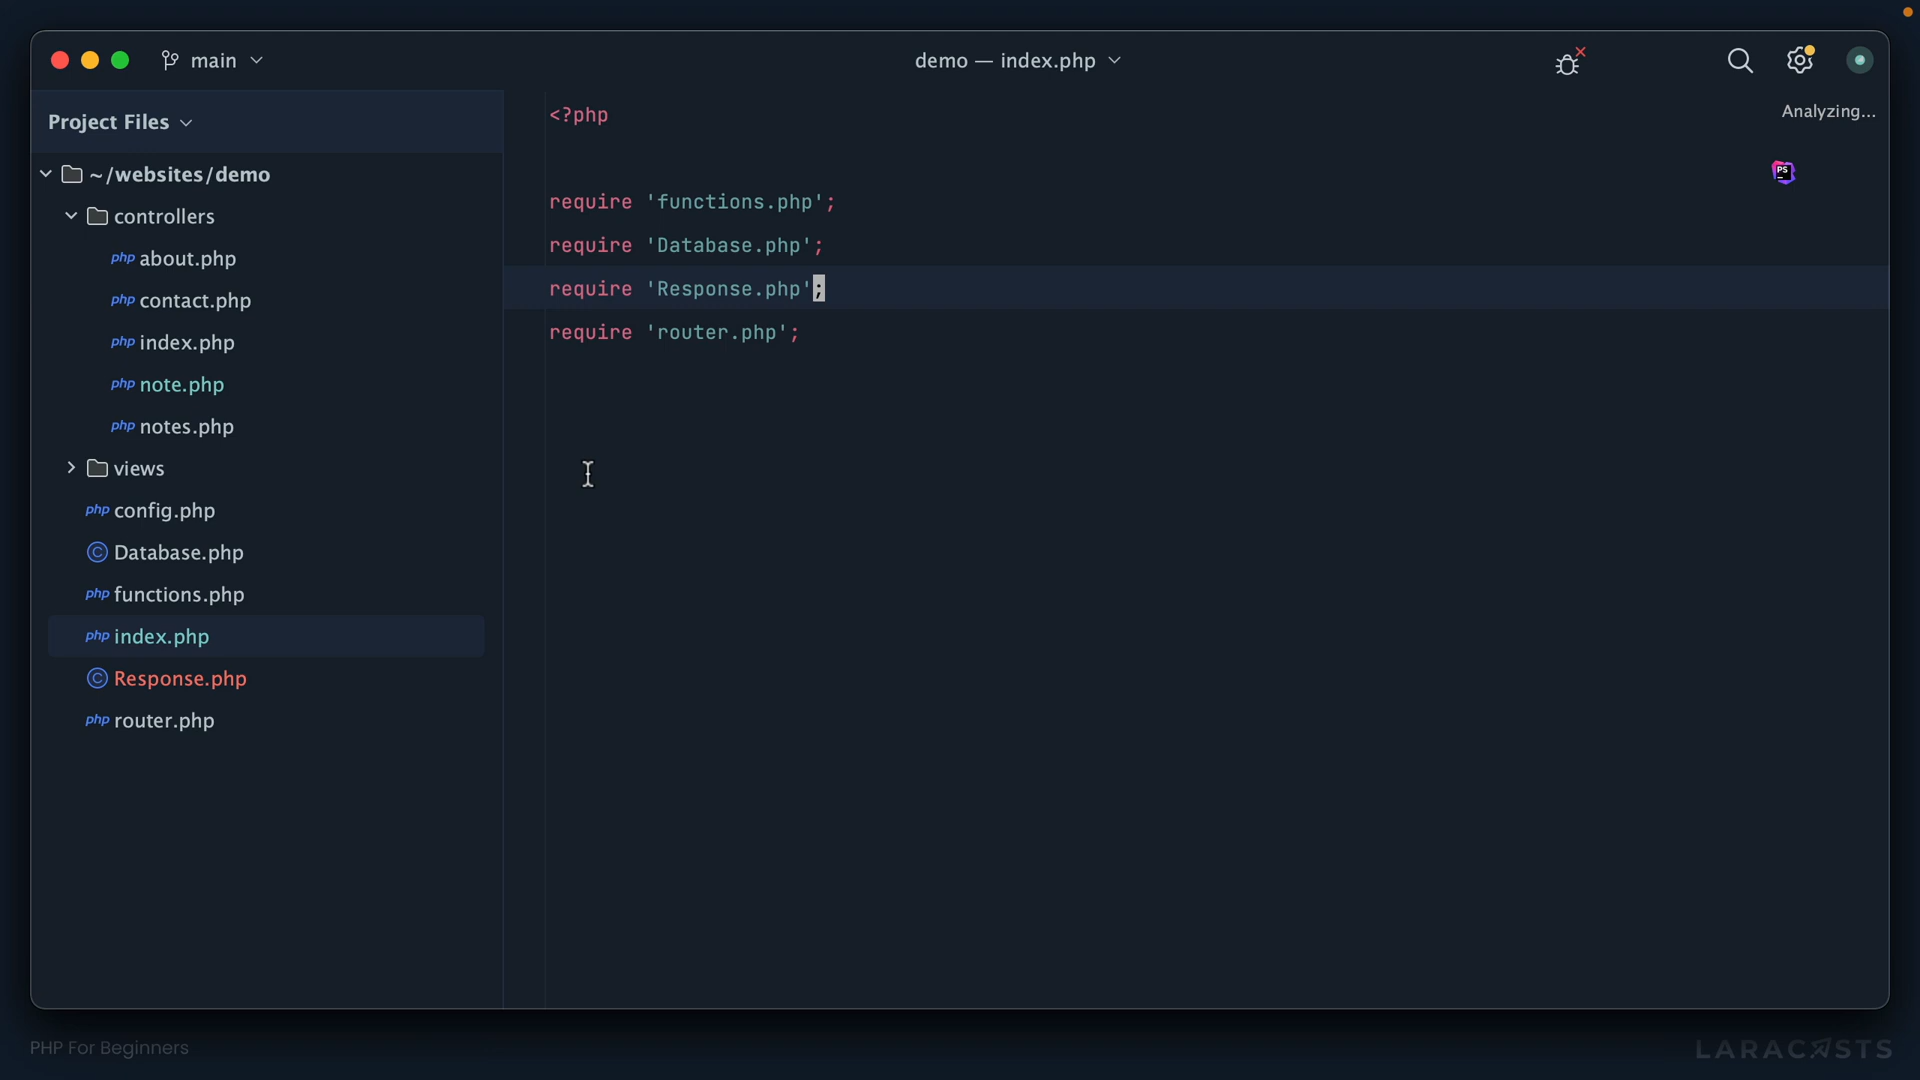 main
demo — index.php
Project Files
~/websites/demo
controllers
php about.php
php contact.php
php index.php
php note.php
php notes.php
views
php config.php
C Database.php
php functions.php
php index.php
C Response.php
php router.php
<?php
require 'functions.php';
require 'Database.php';
require 'Response.php';
require 'router.php';
Analyzing...
PS
PHP For Beginners
LARACASTS